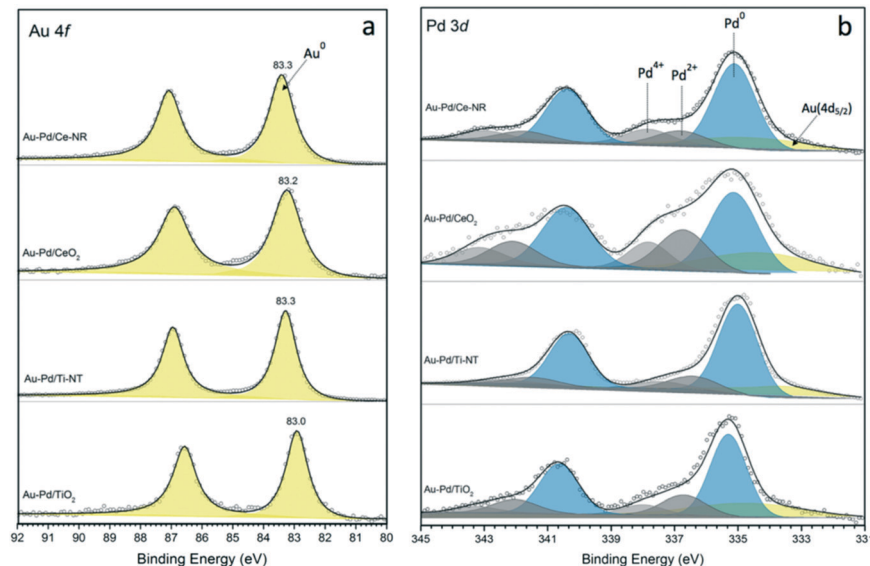 Au 4f
a
83.3
Au⁰
Au-Pd/Ce-NR
83.2
Au-Pd/CeO₂
83.3
Au-Pd/Ti-NT
83.0
Au-Pd/TiO₂
92 91 90 89 88 87 86 85 84 83 82 81 80
Binding Energy (eV)
Pd 3d
b
Pd⁰
Pd⁴⁺
Pd²⁺
Au(4d₅/₂)
Au-Pd/Ce-NR
Au-Pd/CeO₂
Au-Pd/Ti-NT
Au-Pd/TiO₂
345 343 341 339 337 335 333
Binding Energy (eV)